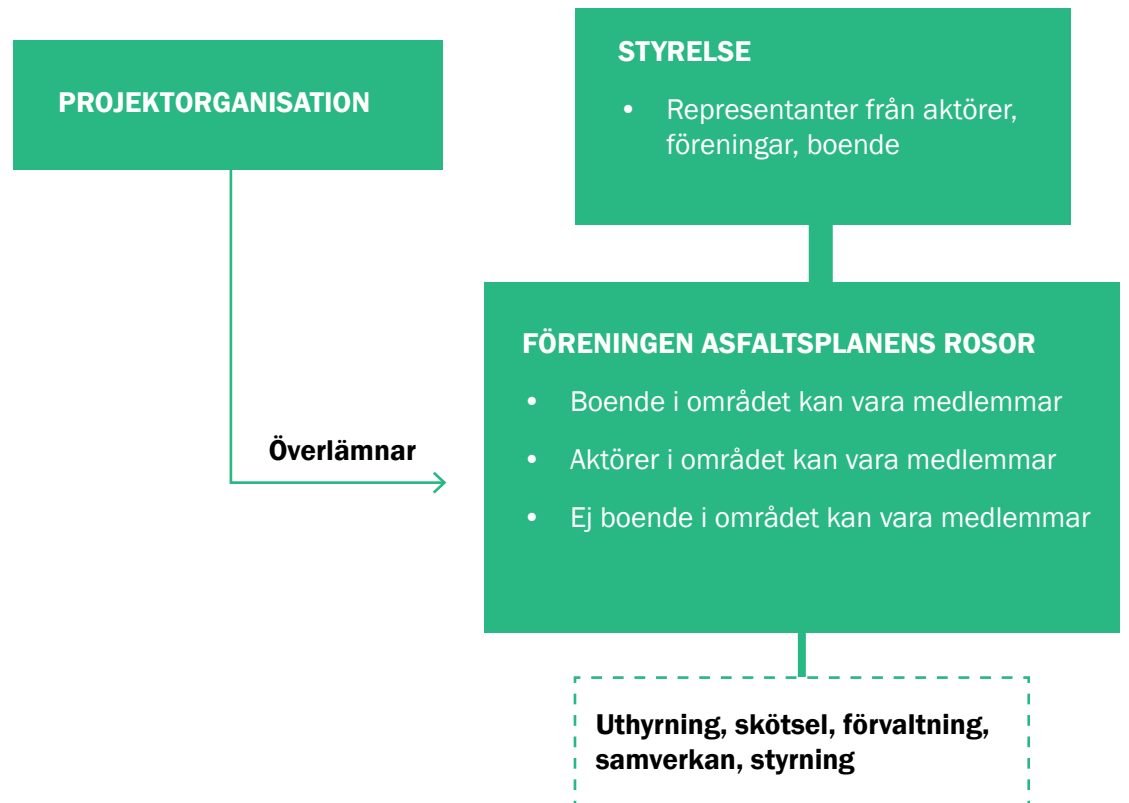 PROJEKTORGANISATION
STYRELSE
• Representanter från aktörer,
föreningar, boende
Överlämnar
FÖRENINGEN ASFALTSPLANENS ROSOR
• Boende i området kan vara medlemmar
• Aktörer i området kan vara medlemmar
• Ej boende i området kan vara medlemmar
Uthyrning, skötsel, förvaltning,
samverkan, styrning